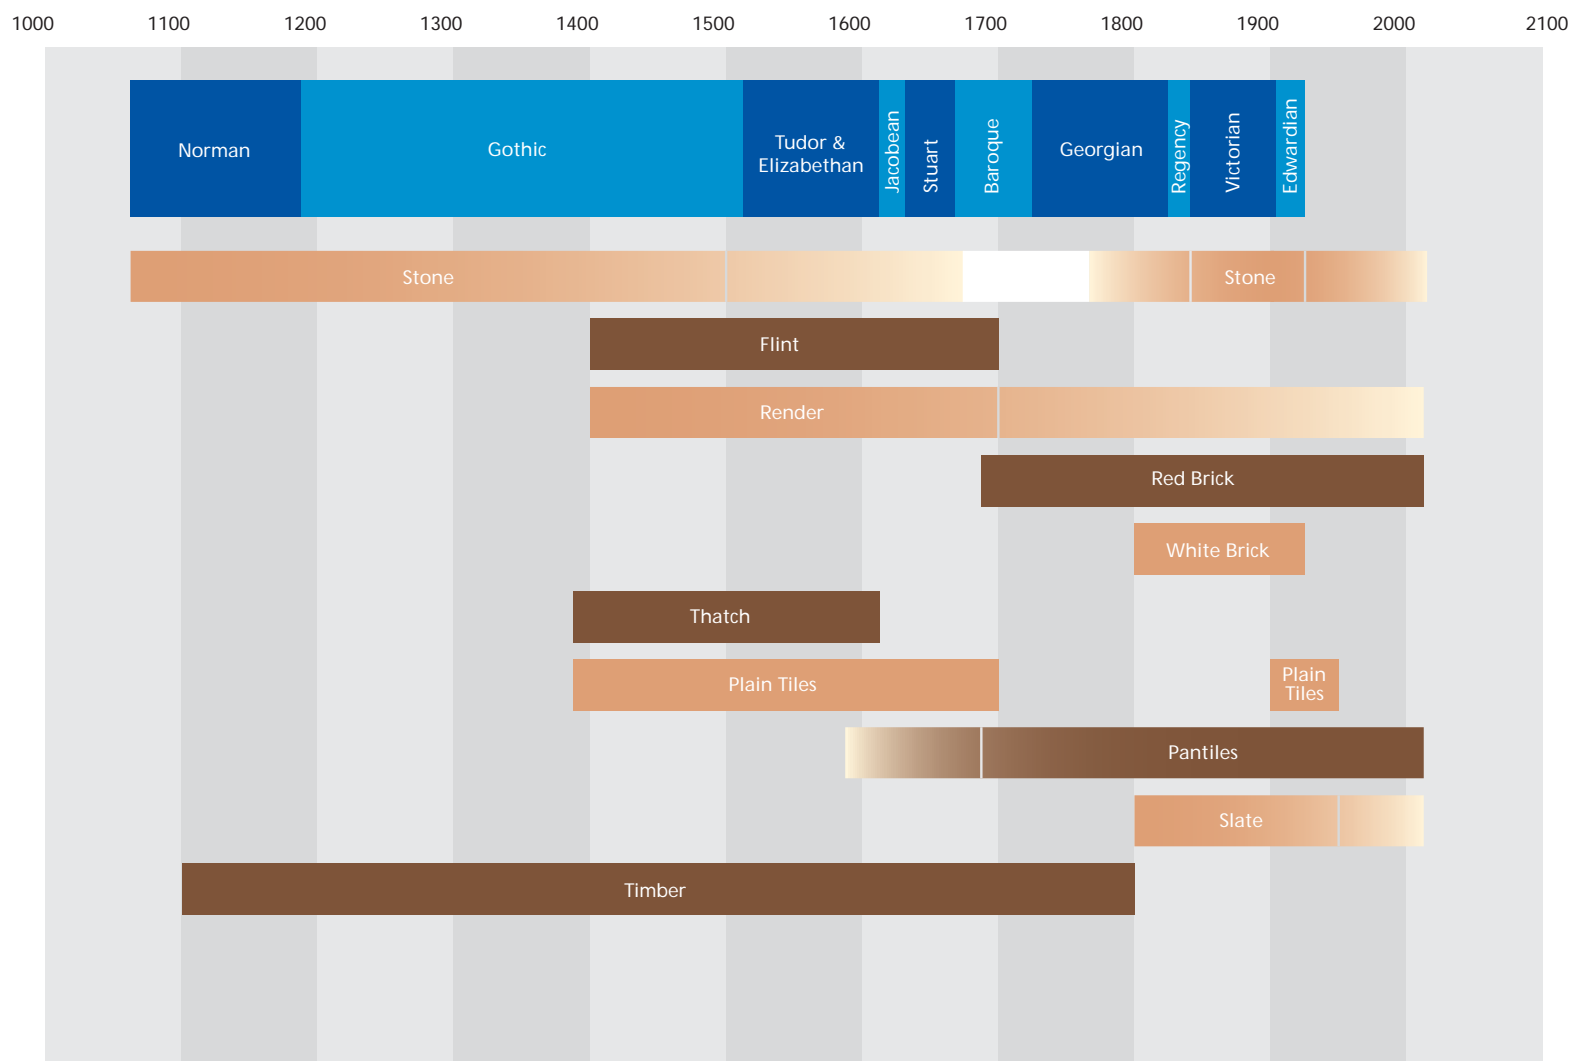 1000 1100 1200 1300 1400 1500 1600 1700 1800 1900 2000 2100
Norman
Gothic
Tudor &
Elizabethan
Jacobean
Stuart
Baroque
Georgian
Regency
Victorian
Edwardian
Stone
Stone
Flint
Render
Red Brick
White Brick
Thatch
Plain Tiles
Plain
Tiles
Pantiles
Slate
Timber